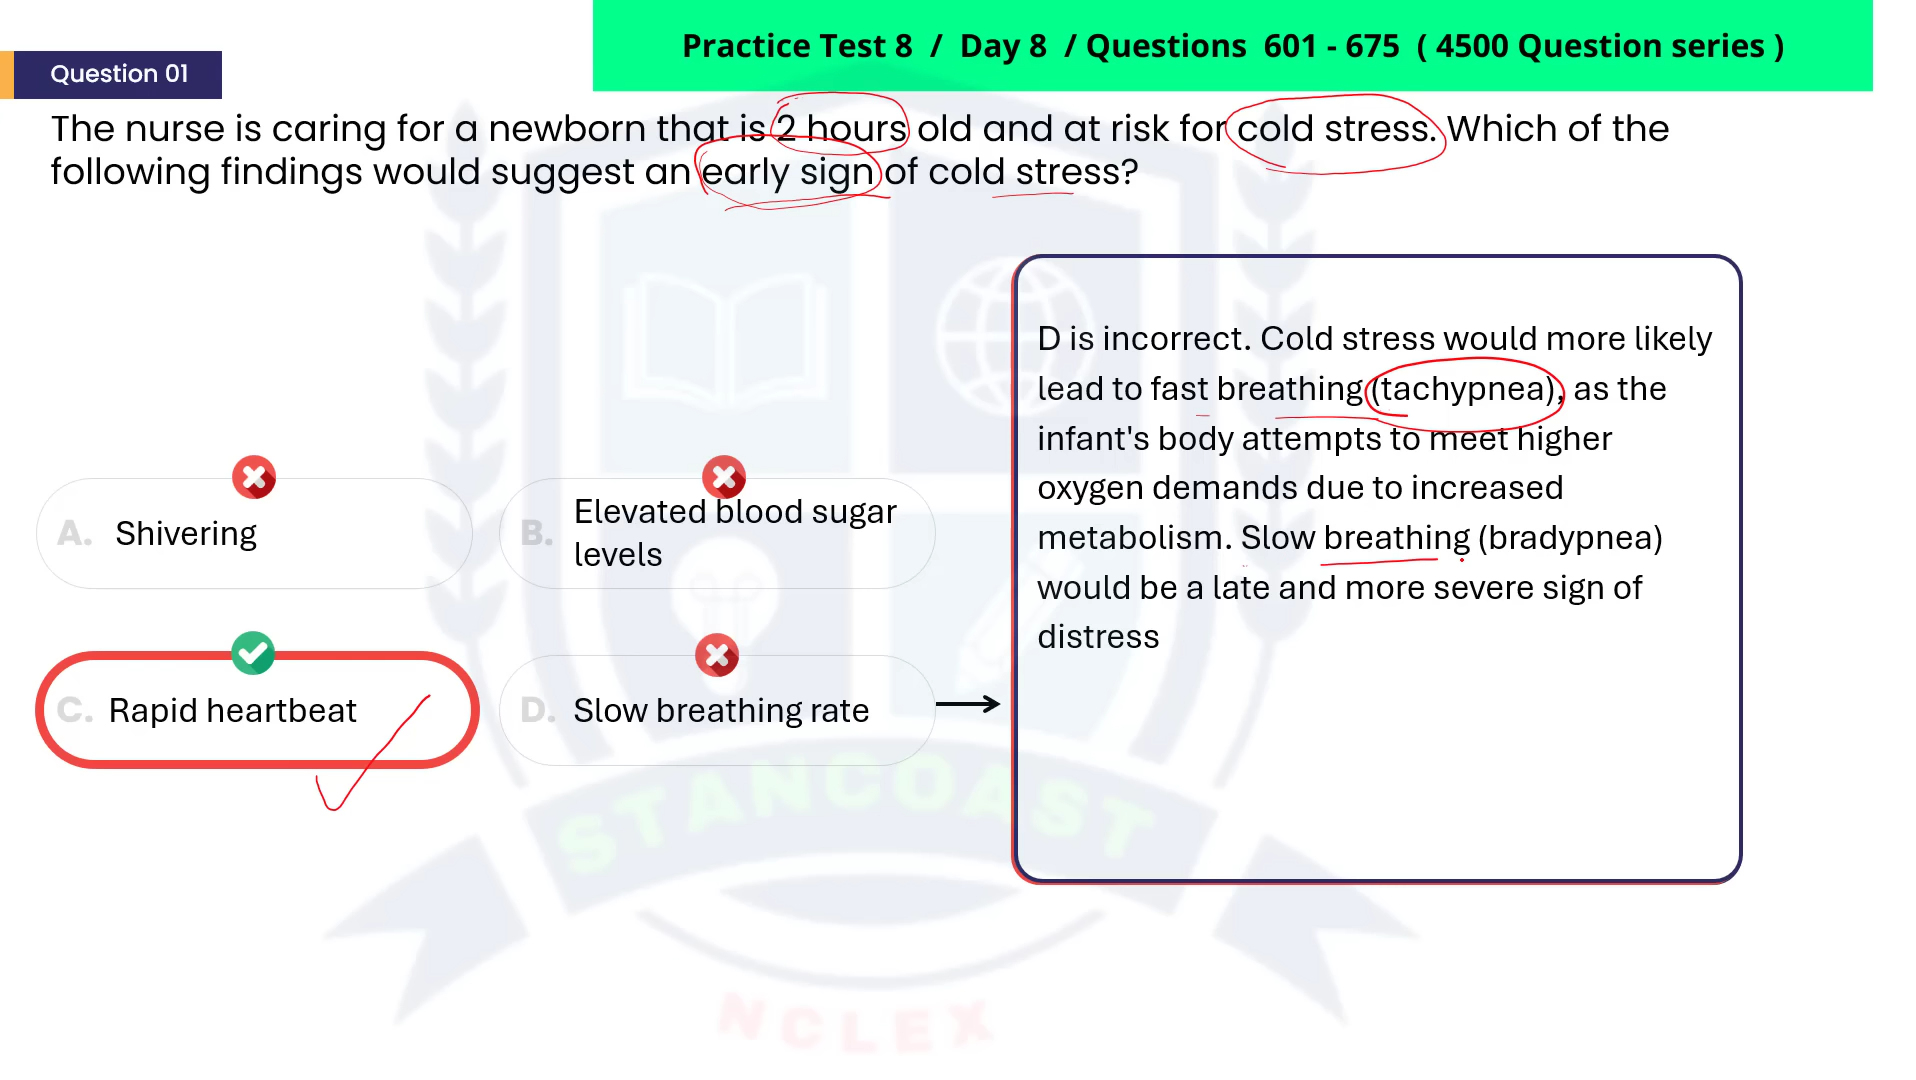 Practice Test 8 / Day 8 / Questions 601 - 675 ( 4500 Question series )
Question 01
The nurse is caring for a newborn that is 2 hours old and at risk for cold stress. Which of the
following findings would suggest an early sign of cold stress?
A. Shivering
B. Elevated blood sugar
levels
C. Rapid heartbeat
D. Slow breathing rate
D is incorrect. Cold stress would more likely
lead to fast breathing (tachypnea), as the
infant's body attempts to meet higher
oxygen demands due to increased
metabolism. Slow breathing (bradypnea)
would be a late and more severe sign of
distress
STANCOAST
NCLEX